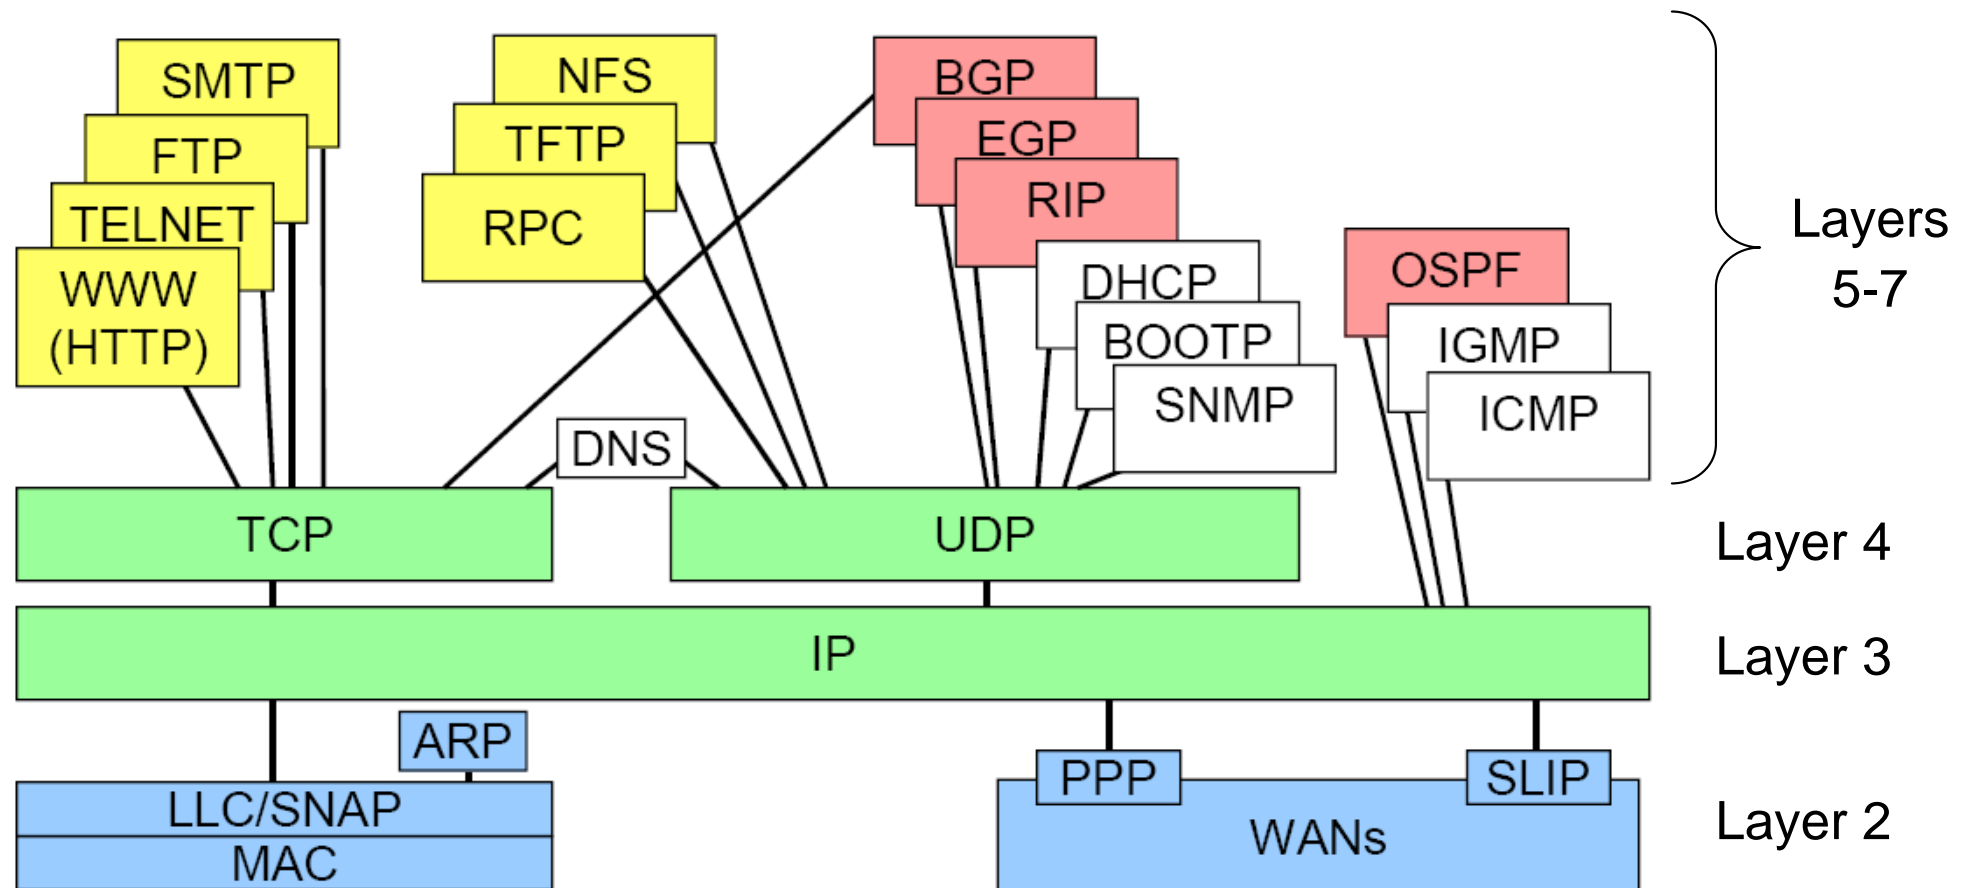 SMTP
FTP
TELNET
WWW
(HTTP)
NFS
TFTP
RPC
BGP
EGP
RIP
DHCP
BOOTP
SNMP
OSPF
IGMP
ICMP
Layers
5-7
DNS
TCP
UDP
Layer 4
IP
Layer 3
ARP
LLC/SNAP
MAC
PPP
SLIP
WANs
Layer 2